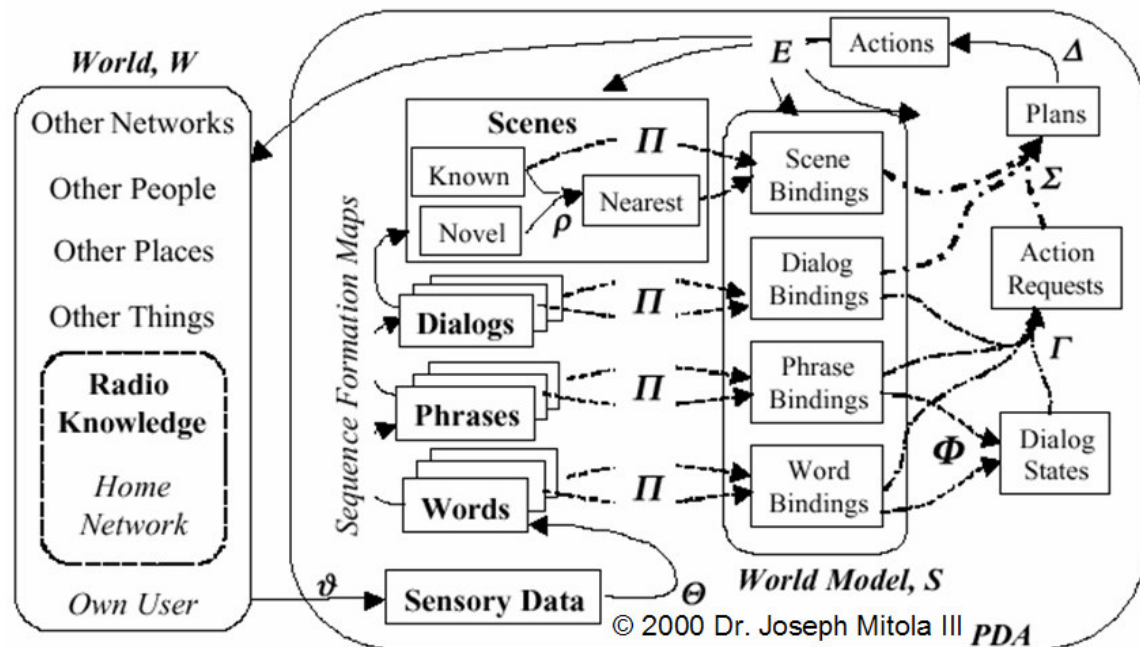 World, W
Other Networks
Other People
Other Places
Other Things
Radio
Knowledge
Home
Network
Own User
ϑ
Sequence Formation Maps
Scenes
Known
Novel
ρ
Nearest
Dialogs
Phrases
Words
Sensory Data
Θ
Π
Π
Π
Π
E
Scene
Bindings
Dialog
Bindings
Phrase
Bindings
Word
Bindings
World Model, S
Actions
Δ
Plans
Σ
Action
Requests
Γ
Φ
Dialog
States
© 2000 Dr. Joseph Mitola III
PDA